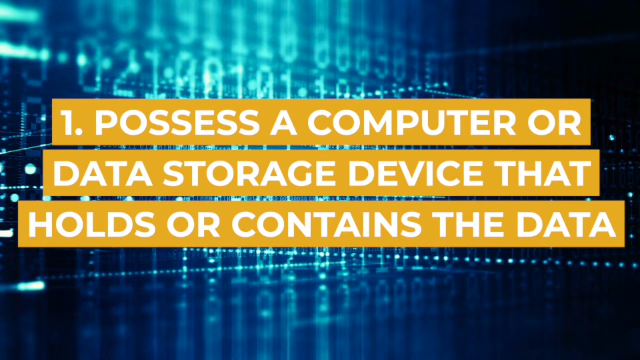 1. POSSESS A COMPUTER OR
DATA STORAGE DEVICE THAT
HOLDS OR CONTAINS THE DATA